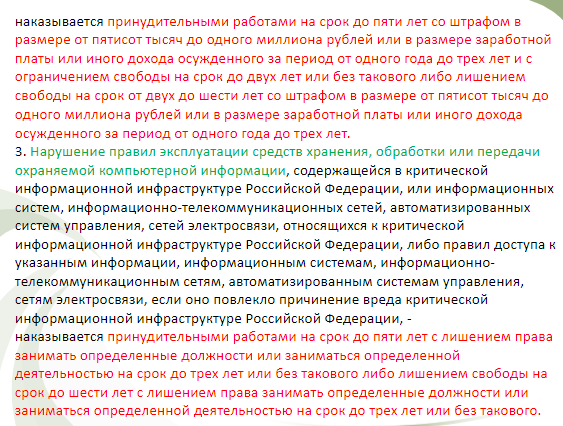 наказывается принудительными работами на срок до пяти лет со штрафом в
размере от пятисот тысяч до одного миллиона рублей или в размере заработной
платы или иного дохода осужденного за период от одного года до трех лет и с
ограничением свободы на срок до двух лет или без такового либо лишением
свободы на срок от двух до шести лет со штрафом в размере от пятисот тысяч до
одного миллиона рублей или в размере заработной платы или иного дохода
осужденного за период от одного года до трех лет.
3. Нарушение правил эксплуатации средств хранения, обработки или передачи
охраняемой компьютерной информации, содержащейся в критической
информационной инфраструктуре Российской Федерации, или информационных
систем, информационно-телекоммуникационных сетей, автоматизированных
систем управления, сетей электросвязи, относящихся к критической
информационной инфраструктуре Российской Федерации, либо правил доступа к
указанным информации, информационным системам, информационно-
телекоммуникационным сетям, автоматизированным системам управления,
сетям электросвязи, если оно повлекло причинение вреда критической
информационной инфраструктуре Российской Федерации, -
наказывается принудительными работами на срок до пяти лет с лишением права
занимать определенные должности или заниматься определенной
деятельностью на срок до трех лет или без такового либо лишением свободы на
срок до шести лет с лишением права занимать определенные должности или
заниматься определенной деятельностью на срок до трех лет или без такового.